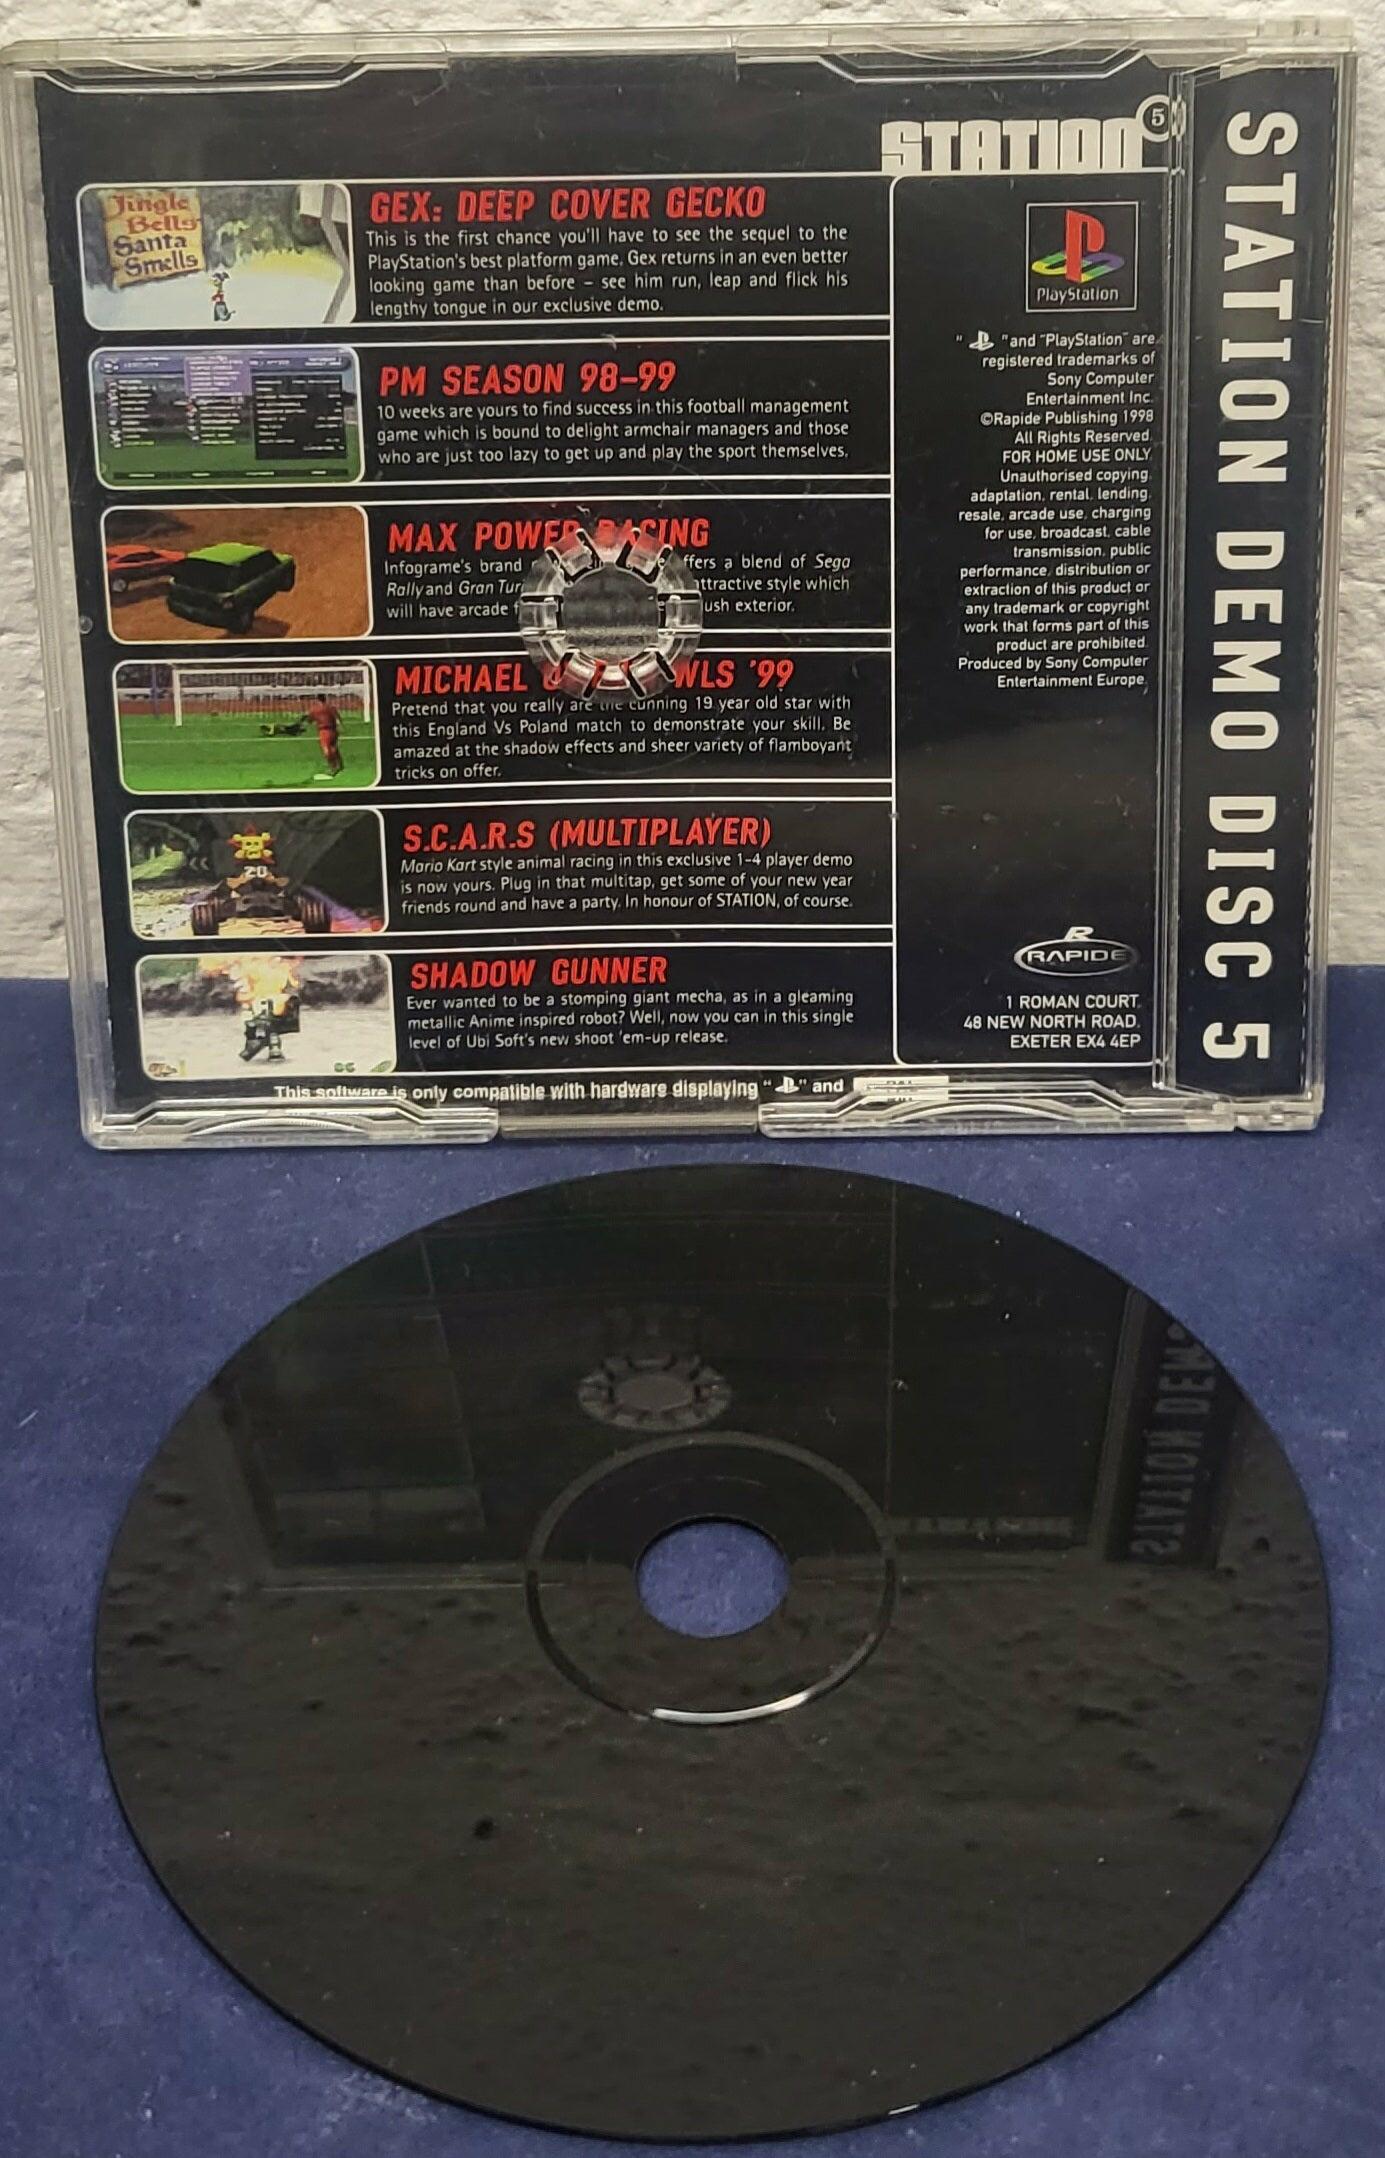 STATION 5
Jingle
Bells
Santa
Smells
GEX: DEEP COVER GECKO
This is the first chance you'll have to see the sequel to the
PlayStation's best platform game. Gex returns in an even better
looking game than before – see him run, leap and flick his
lengthy tongue in our exclusive demo.
PM SEASON 98-99
10 weeks are yours to find success in this football management
game which is bound to delight armchair managers and those
who are just too lazy to get up and play the sport themselves.
MAX POWER RACING
Infograme's brand ffers a blend of Sega
Rally and Gran Turi attractive style which
will have arcade f ush exterior.
MICHAEL WLS '99
Pretend that you really are the cunning 19 year old star with
this England Vs Poland match to demonstrate your skill. Be
amazed at the shadow effects and sheer variety of flamboyant
tricks on offer.
20
S.C.A.R.S (MULTIPLAYER)
Mario Kart style animal racing in this exclusive 1-4 player demo
is now yours. Plug in that multitap, get some of your new year
friends round and have a party. In honour of STATION, of course.
SHADOW GUNNER
Ever wanted to be a stomping giant mecha, as in a gleaming
metallic Anime inspired robot? Well, now you can in this single
level of Ubi Soft's new shoot 'em-up release.
This software is only compatible with hardware displaying " " and
PlayStation
" " and "PlayStation" are
registered trademarks of
Sony Computer
Entertainment Inc.
©Rapide Publishing 1998
All Rights Reserved.
FOR HOME USE ONLY.
Unauthorised copying,
adaptation, rental, lending,
resale, arcade use, charging
for use, broadcast, cable
transmission, public
performance, distribution or
extraction of this product or
any trademark or copyright
work that forms part of this
product are prohibited.
Produced by Sony Computer
Entertainment Europe.
R
RAPIDE
1 ROMAN COURT,
48 NEW NORTH ROAD,
EXETER EX4 4EP
STATION DEMO DISC 5